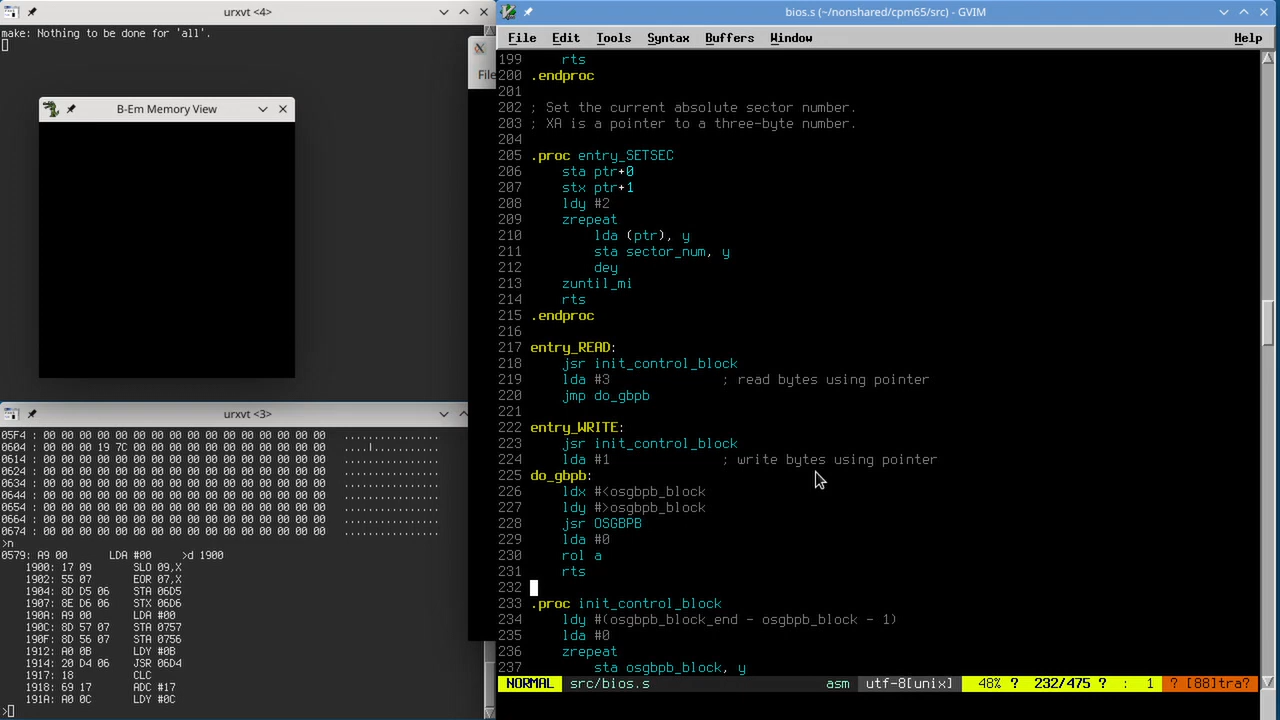 urxvt <4>
make: Nothing to be done for 'all'.
B-Em Memory View
urxvt <3>
05F4 : 00 00 00 00 00 00 00 00 00 00 00 00 00 00 00 00   ................
0604 : 00 00 00 19 7C 00 00 00 00 00 00 00 00 00 00 00   ....|...........
0614 : 00 00 00 00 00 00 00 00 00 00 00 00 00 00 00 00   ................
0624 : 00 00 00 00 00 00 00 00 00 00 00 00 00 00 00 00   ................
0634 : 00 00 00 00 00 00 00 00 00 00 00 00 00 00 00 00   ................
0644 : 00 00 00 00 00 00 00 00 00 00 00 00 00 00 00 00   ................
0654 : 00 00 00 00 00 00 00 00 00 00 00 00 00 00 00 00   ................
0664 : 00 00 00 00 00 00 00 00 00 00 00 00 00 00 00 00   ................
0674 : 00 00 00 00 00 00 00 00 00 00 00 00 00 00 00 00   ................
>n
0579: A9 00      LDA #00    >d 1900
1900: 17 09      SLO 09,X
1902: 55 07      EOR 07,X
1904: 8D D5 06   STA 06D5
1907: 8E D6 06   STX 06D6
190A: A9 00      LDA #00
190C: 8D 57 07   STA 0757
190F: 8D 56 07   STA 0756
1912: A0 0B      LDY #0B
1914: 20 D4 06   JSR 06D4
1917: 18         CLC
1918: 69 17      ADC #17
191A: A0 0C      LDY #0C
>
File
bios.s (~/nonshared/cpm65/src) - GVIM
File Edit Tools Syntax Buffers Window Help
199     rts
200 .endproc
201
202 ; Set the current absolute sector number.
203 ; XA is a pointer to a three-byte number.
204
205 .proc entry_SETSEC
206     sta ptr+0
207     stx ptr+1
208     ldy #2
209     zrepeat
210         lda (ptr), y
211         sta sector_num, y
212         dey
213     zuntil_mi
214     rts
215 .endproc
216
217 entry_READ:
218     jsr init_control_block
219     lda #3              ; read bytes using pointer
220     jmp do_gbpb
221
222 entry_WRITE:
223     jsr init_control_block
224     lda #1              ; write bytes using pointer
225 do_gbpb:
226     ldx #<osgbpb_block
227     ldy #>osgbpb_block
228     jsr OSGBPB
229     lda #0
230     rol a
231     rts
232
233 .proc init_control_block
234     ldy #(osgbpb_block_end - osgbpb_block - 1)
235     lda #0
236     zrepeat
237         sta osgbpb_block, y
NORMAL src/bios.s asm utf-8[unix] 48% ? 232/475 ? : 1 ? [88]tra?